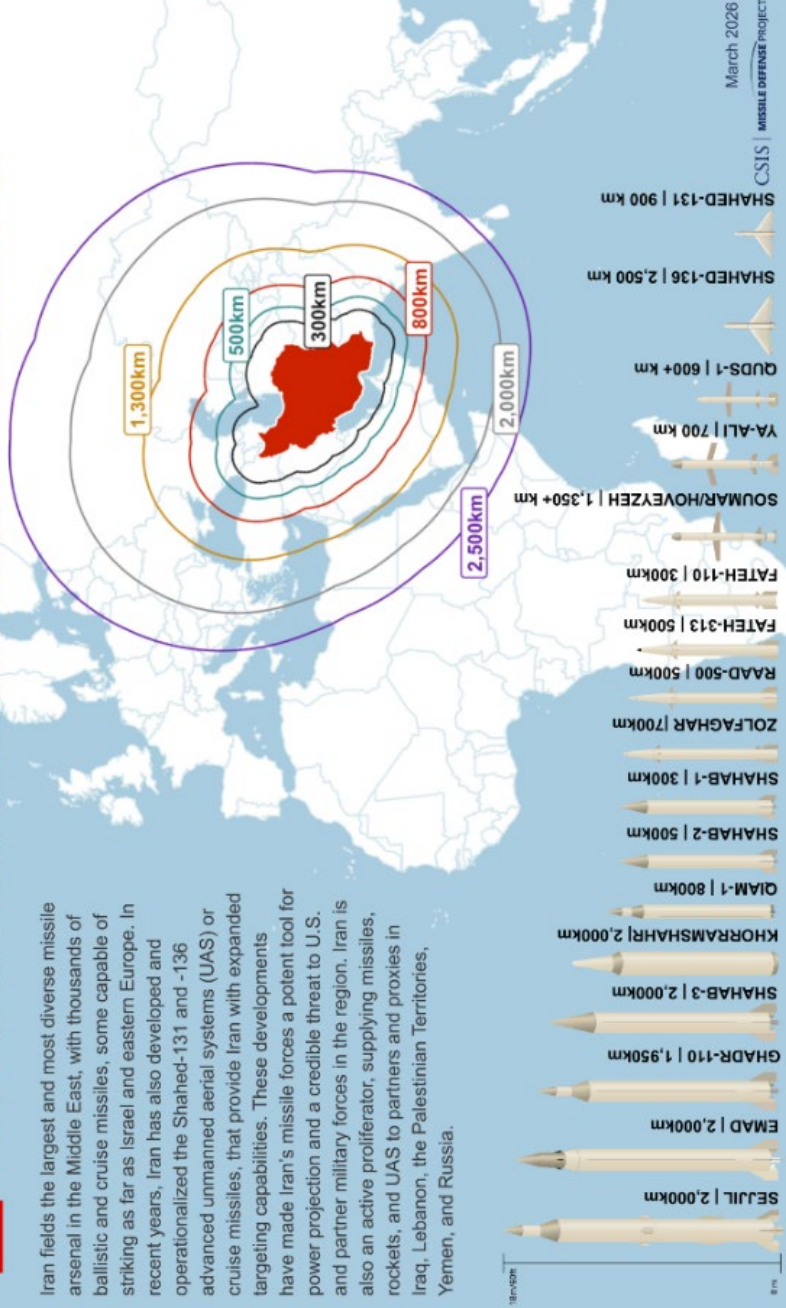 Iran fields the largest and most diverse missile
arsenal in the Middle East, with thousands of
ballistic and cruise missiles, some capable of
striking as far as Israel and eastern Europe. In
recent years, Iran has also developed and
operationalized the Shahed-131 and -136
advanced unmanned aerial systems (UAS) or
cruise missiles, that provide Iran with expanded
targeting capabilities. These developments
have made Iran's missile forces a potent tool for
power projection and a credible threat to U.S.
and partner military forces in the region. Iran is
also an active proliferator, supplying missiles,
rockets, and UAS to partners and proxies in
Iraq, Lebanon, the Palestinian Territories,
Yemen, and Russia.
1,300km
500km
300km
800km
2,000km
2,500km
SEJJIL | 2,000km
EMAD | 2,000km
GHADR-110 | 1,950km
SHAHAB-3 | 2,000km
KHORRAMSHAHR| 2,000km
QIAM-1 | 800km
SHAHAB-2 | 500km
SHAHAB-1 | 300km
ZOLFAGHAR |700km
RAAD-500 | 500km
FATEH-313 | 500km
FATEH-110 | 300km
SOUMAR/HOVEYZEH | 1,350+ km
YA-ALI | 700 km
QUDS-1 | 600+ km
SHAHED-136 | 2,500 km
SHAHED-131 | 900 km
March 2026
CSIS | MISSILE DEFENSE PROJECT